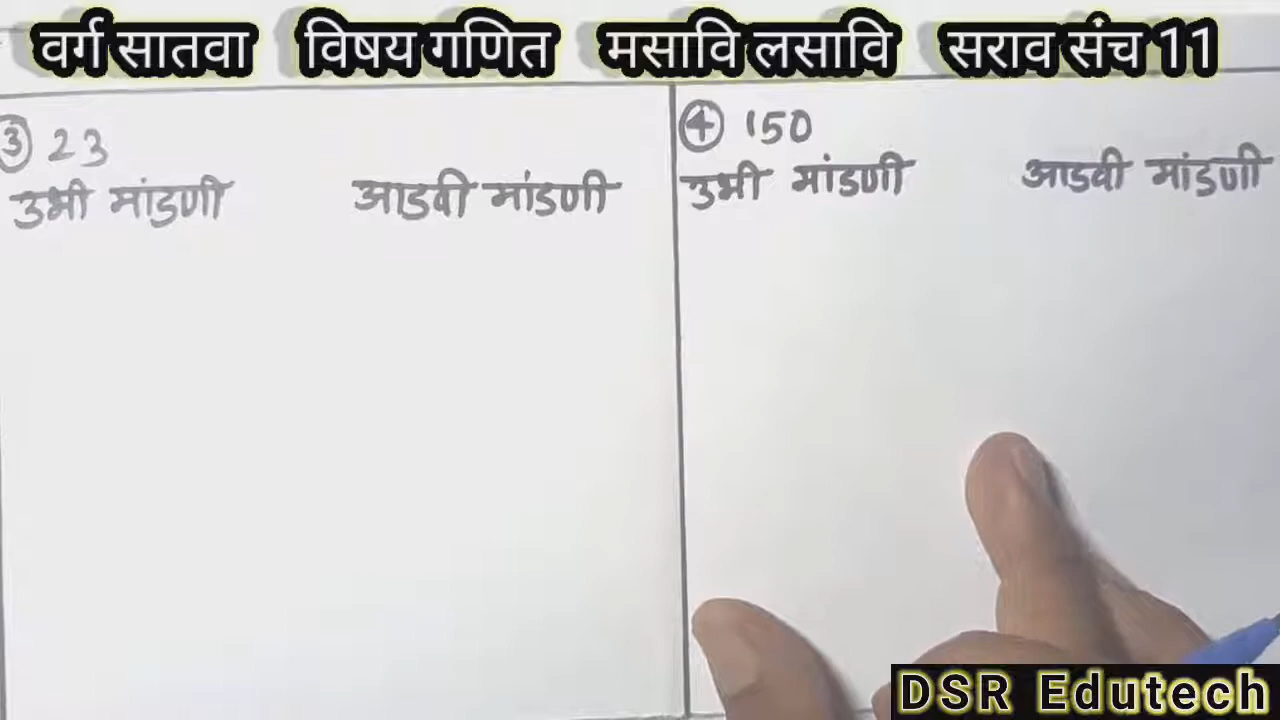 वर्ग सातवा विषय गणित मसावि लसावि सराव संच 11
③ 23
उभी मांडणी आडवी मांडणी
④ 150
उभी मांडणी आडवी मांडणी
DSR Edutech